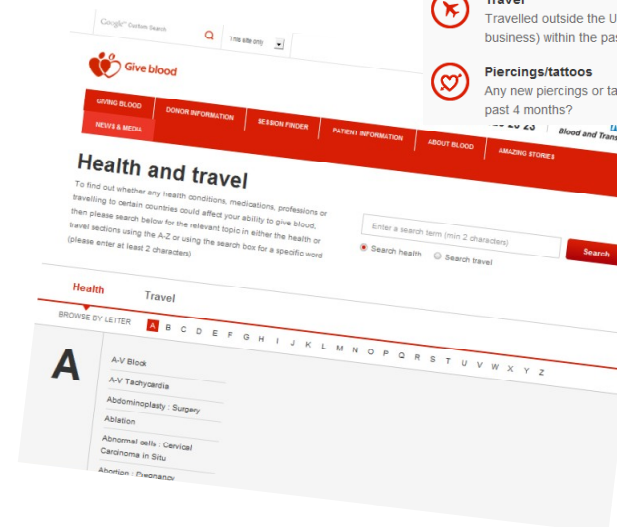 Travel
Travelled outside the U
business) within the pas
Piercings/tattoos
Any new piercings or ta
past 4 months?
Google™ Custom Search
This site only
Give blood
23 23
Blood and Trans
GIVING BLOOD
DONOR INFORMATION
SESSION FINDER
PATIENT INFORMATION
ABOUT BLOOD
AMAZING STORIES
NEWS & MEDIA
Health and travel
To find out whether any health conditions, medications, professions or
travelling to certain countries could affect your ability to give blood,
then please search below for the relevant topic in either the health or
travel sections using the A-Z or using the search box for a specific word
(please enter at least 2 characters)
Enter a search term (min 2 characters)
Search
Search health
Search travel
Health
Travel
BROWSE BY LETTER A B C D E F G H I J K L M N O P Q R S T U V W X Y Z
A
A-V Block
A-V Tachycardia
Abdominoplasty : Surgery
Ablation
Abnormal cells : Cervical
Carcinoma in Situ
Abortion : Pregnancy